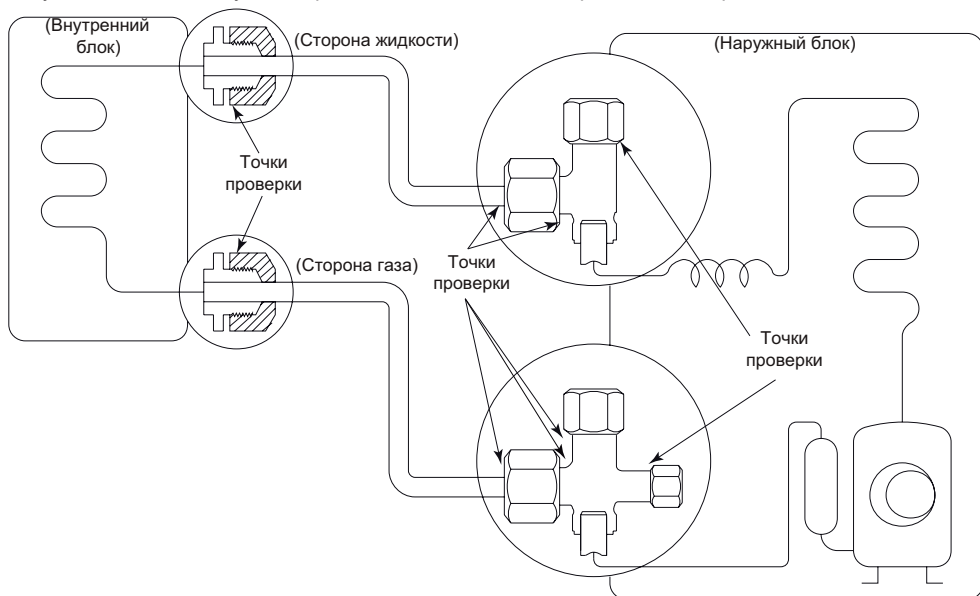 (Внутренний
блок)
(Сторона жидкости)
(Наружный блок)
Точки
проверки
(Сторона газа)
Точки
проверки
Точки
проверки